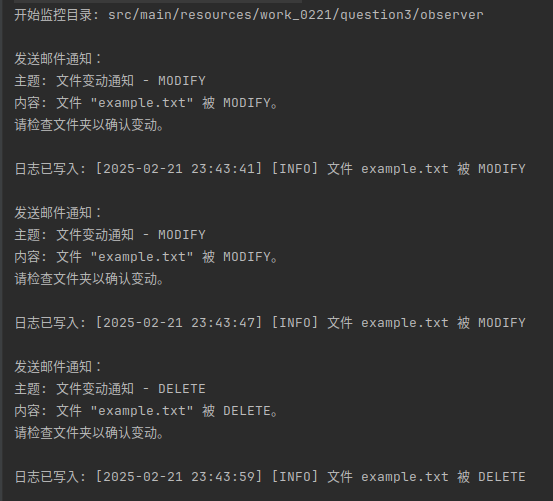 开始监控目录: src/main/resources/work_0221/question3/observer
发送邮件通知：
主题: 文件变动通知 - MODIFY
内容: 文件 "example.txt" 被 MODIFY。
请检查文件夹以确认变动。
日志已写入: [2025-02-21 23:43:41] [INFO] 文件 example.txt 被 MODIFY
发送邮件通知：
主题: 文件变动通知 - MODIFY
内容: 文件 "example.txt" 被 MODIFY。
请检查文件夹以确认变动。
日志已写入: [2025-02-21 23:43:47] [INFO] 文件 example.txt 被 MODIFY
发送邮件通知：
主题: 文件变动通知 - DELETE
内容: 文件 "example.txt" 被 DELETE。
请检查文件夹以确认变动。
日志已写入: [2025-02-21 23:43:59] [INFO] 文件 example.txt 被 DELETE